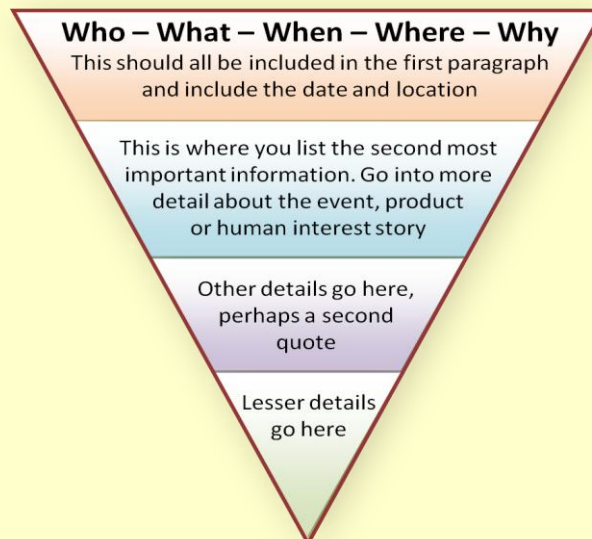 Who – What – When – Where – Why
This should all be included in the first paragraph
and include the date and location
This is where you list the second most
important information. Go into more
detail about the event, product
or human interest story
Other details go here,
perhaps a second
quote
Lesser details
go here